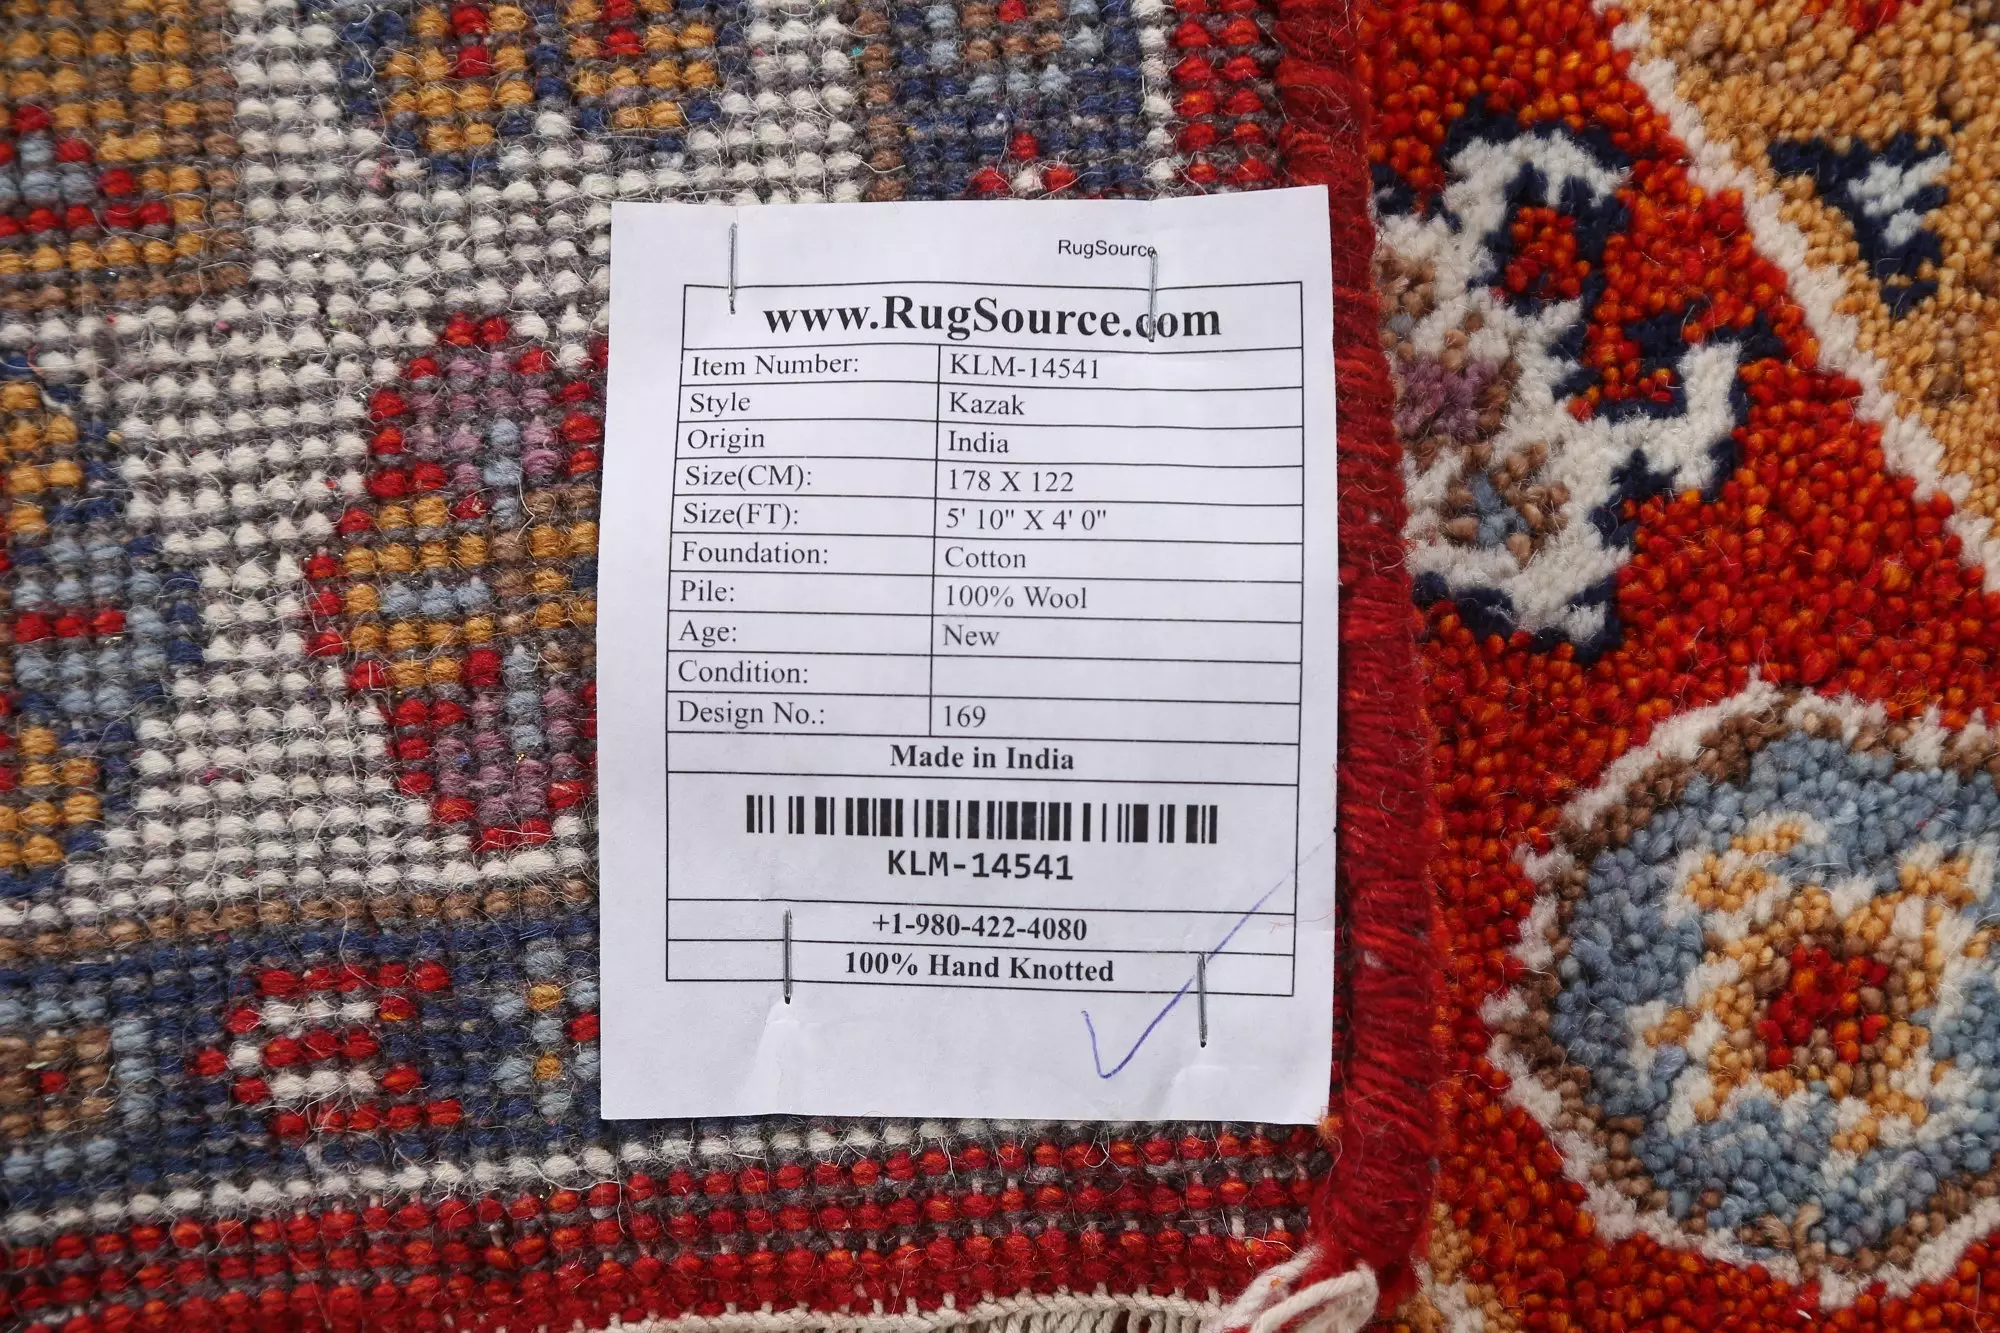 RugSource
www.RugSource.com
Item Number: KLM-14541
Style Kazak
Origin India
Size(CM): 178 X 122
Size(FT): 5' 10" X 4' 0"
Foundation: Cotton
Pile: 100% Wool
Age: New
Condition:
Design No.: 169
Made in India
KLM-14541
+1-980-422-4080
100% Hand Knotted